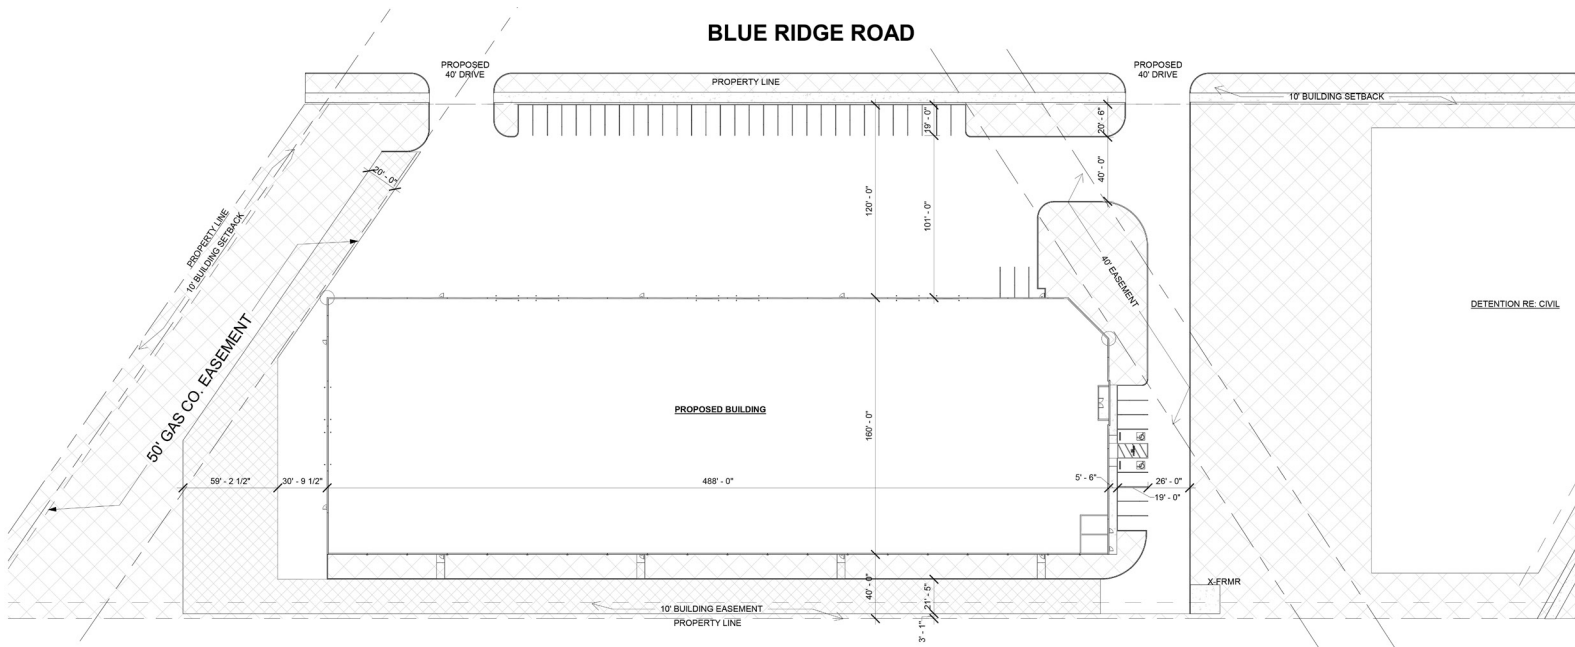 BLUE RIDGE ROAD
PROPOSED
40' DRIVE
PROPERTY LINE
PROPOSED
40' DRIVE
10' BUILDING SETBACK
19' - 0"
20' - 6"
20' - 0"
40' - 0"
120' - 0"
101' - 0"
PROPERTY LINE
10' BUILDING SETBACK
40' EASEMENT
DETENTION RE: CIVIL
50' GAS CO. EASEMENT
PROPOSED BUILDING
160' - 0"
59' - 2 1/2"
30' - 9 1/2"
488' - 0"
5' - 6"
26' - 0"
19' - 0"
40' - 0"
21' - 5"
X-FRMR
10' BUILDING EASEMENT
PROPERTY LINE
3' - 1"